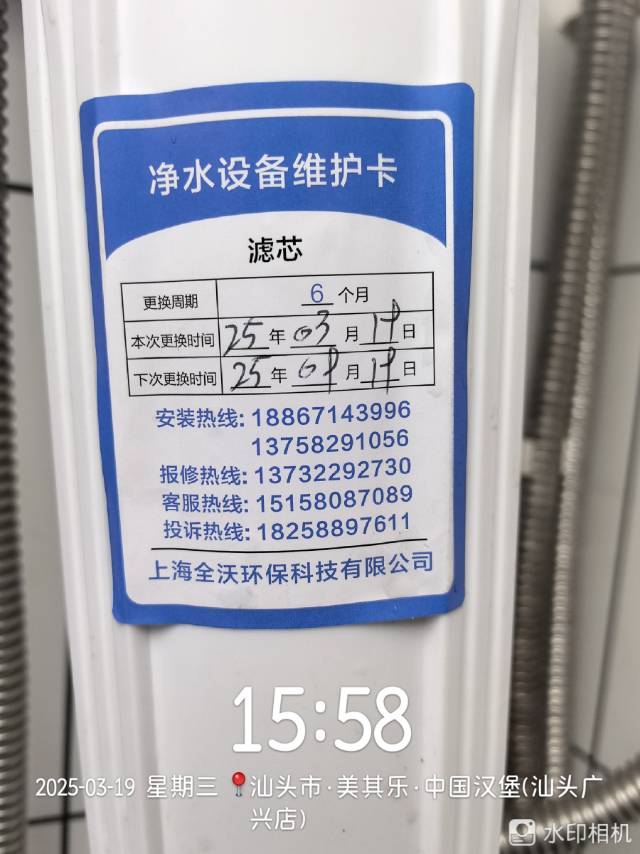 净水设备维护卡
滤芯
更换周期 6 个月
本次更换时间 25 年 03 月 19 日
下次更换时间 25 年 09 月 19 日
安装热线: 18867143996
13758291056
报修热线: 13732292730
客服热线: 15158087089
投诉热线: 18258897611
上海全沃环保科技有限公司
15:58
2025-03-19 星期三 汕头市·美其乐·中国汉堡(汕头广
兴店)
水印相机